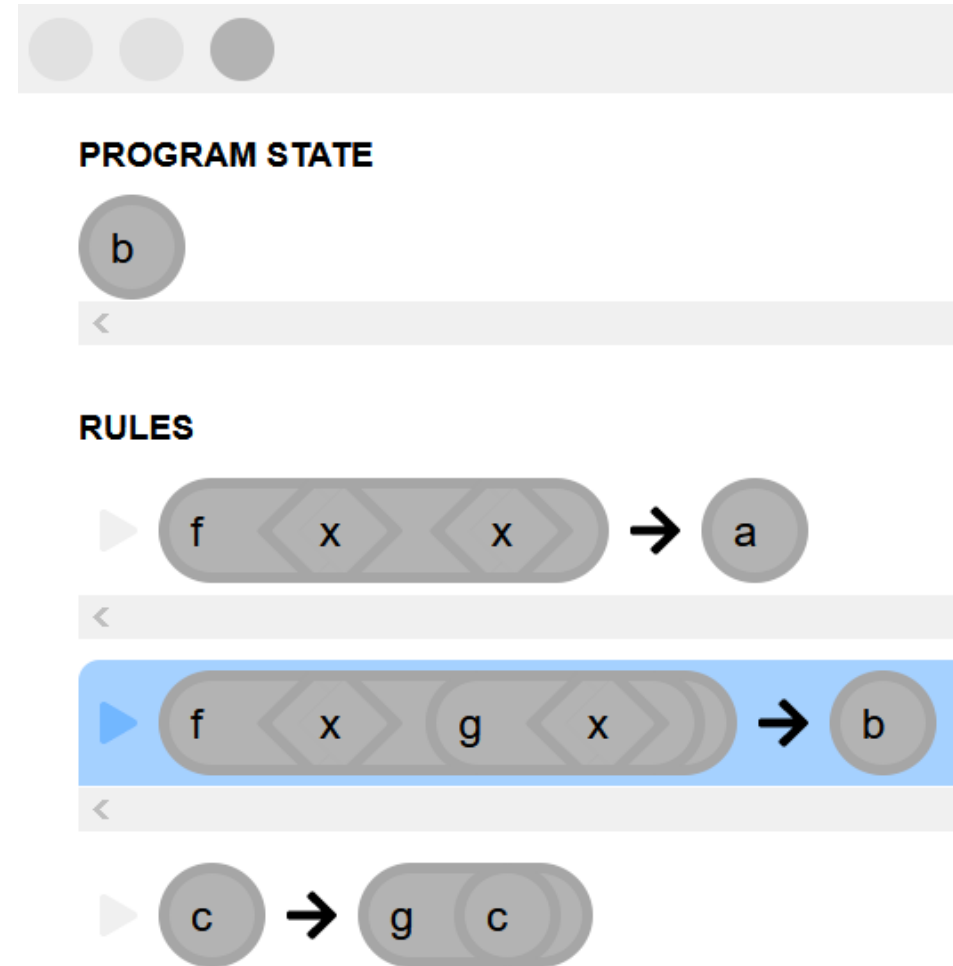 PROGRAM STATE
b
RULES
f x x → a
f x g x → b
c → g c